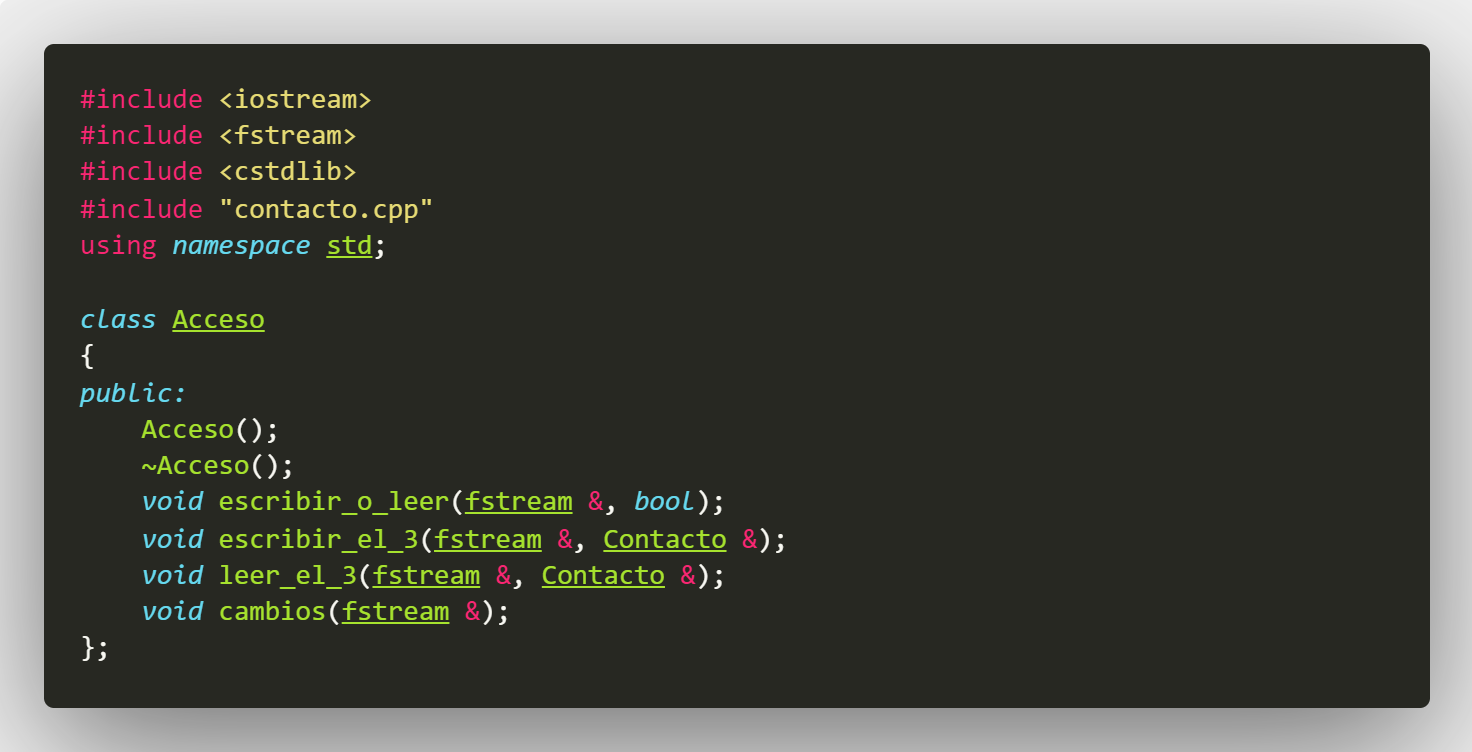 #include <iostream>
#include <fstream>
#include <cstdlib>
#include "contacto.cpp"
using namespace std;

class Acceso
{
public:
    Acceso();
    ~Acceso();
    void escribir_o_leer(fstream &, bool);
    void escribir_el_3(fstream &, Contacto &);
    void leer_el_3(fstream &, Contacto &);
    void cambios(fstream &);
};